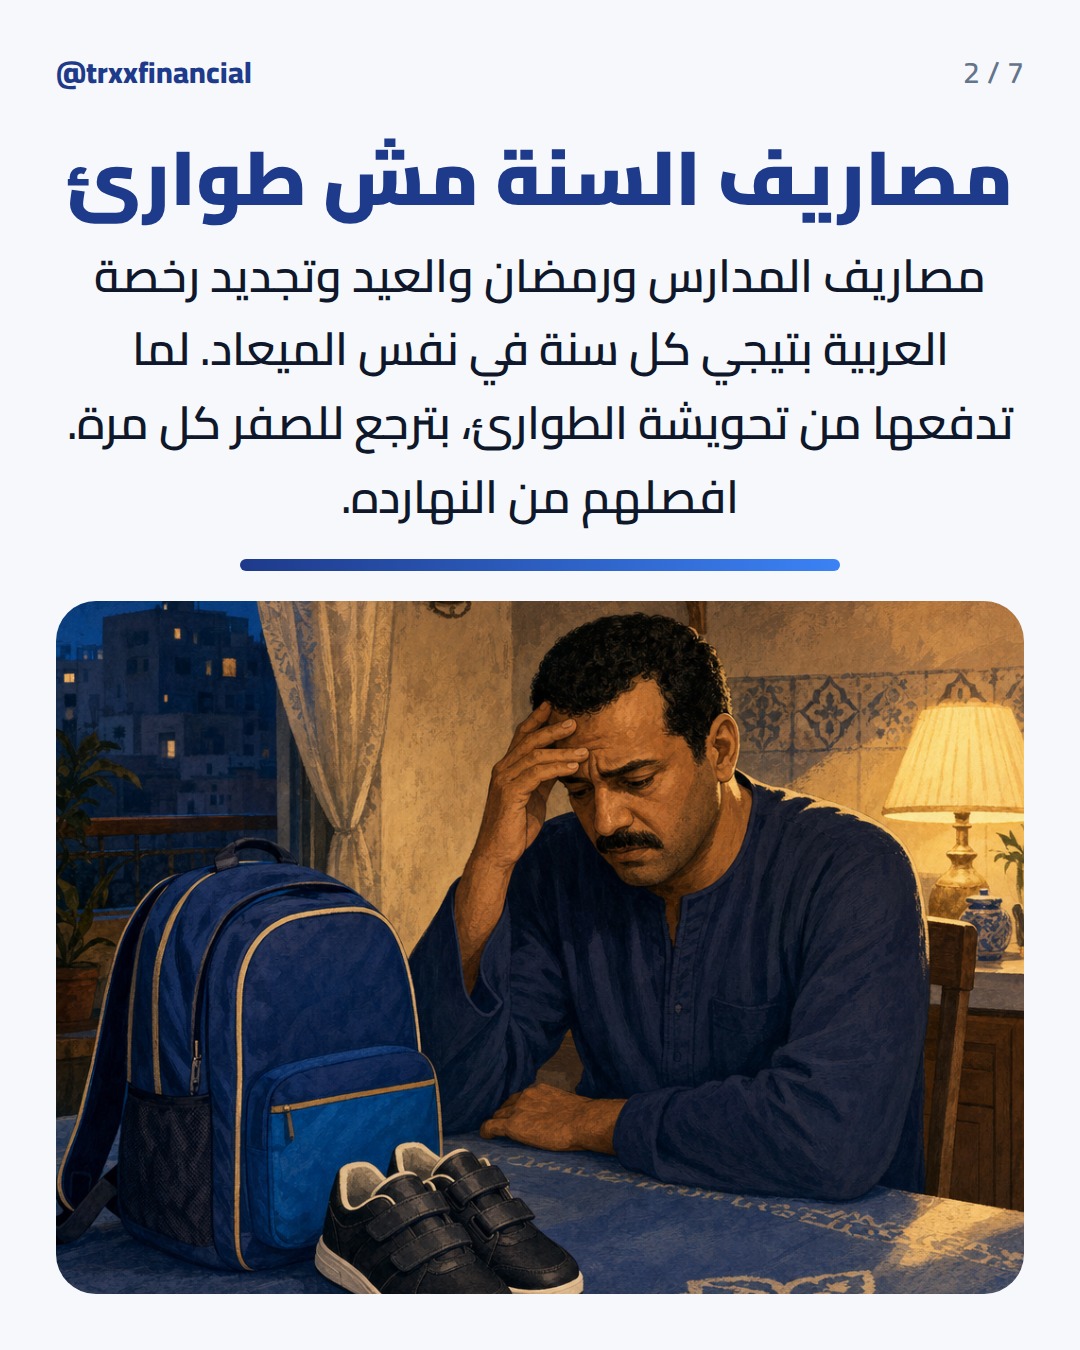 @trxxfinancial
2 / 7
مصاريف السنة مش طوارئ
مصاريف المدارس ورمضان والعيد وتجديد رخصة
العربية بتيجي كل سنة في نفس الميعاد. لما
تدفعها من تحويشة الطوارئ، بترجع للصفر كل مرة.
افصلهم من النهارده.